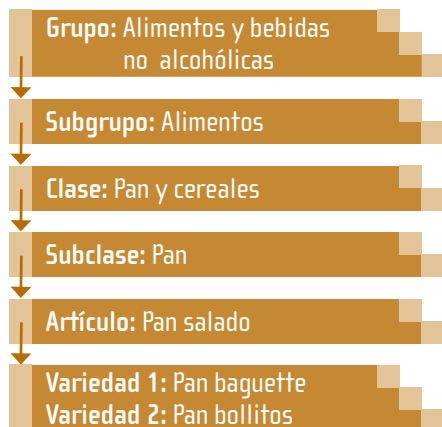 Grupo: Alimentos y bebidas
no alcohólicas
Subgrupo: Alimentos
Clase: Pan y cereales
Subclase: Pan
Artículo: Pan salado
Variedad 1: Pan baguette
Variedad 2: Pan bollitos